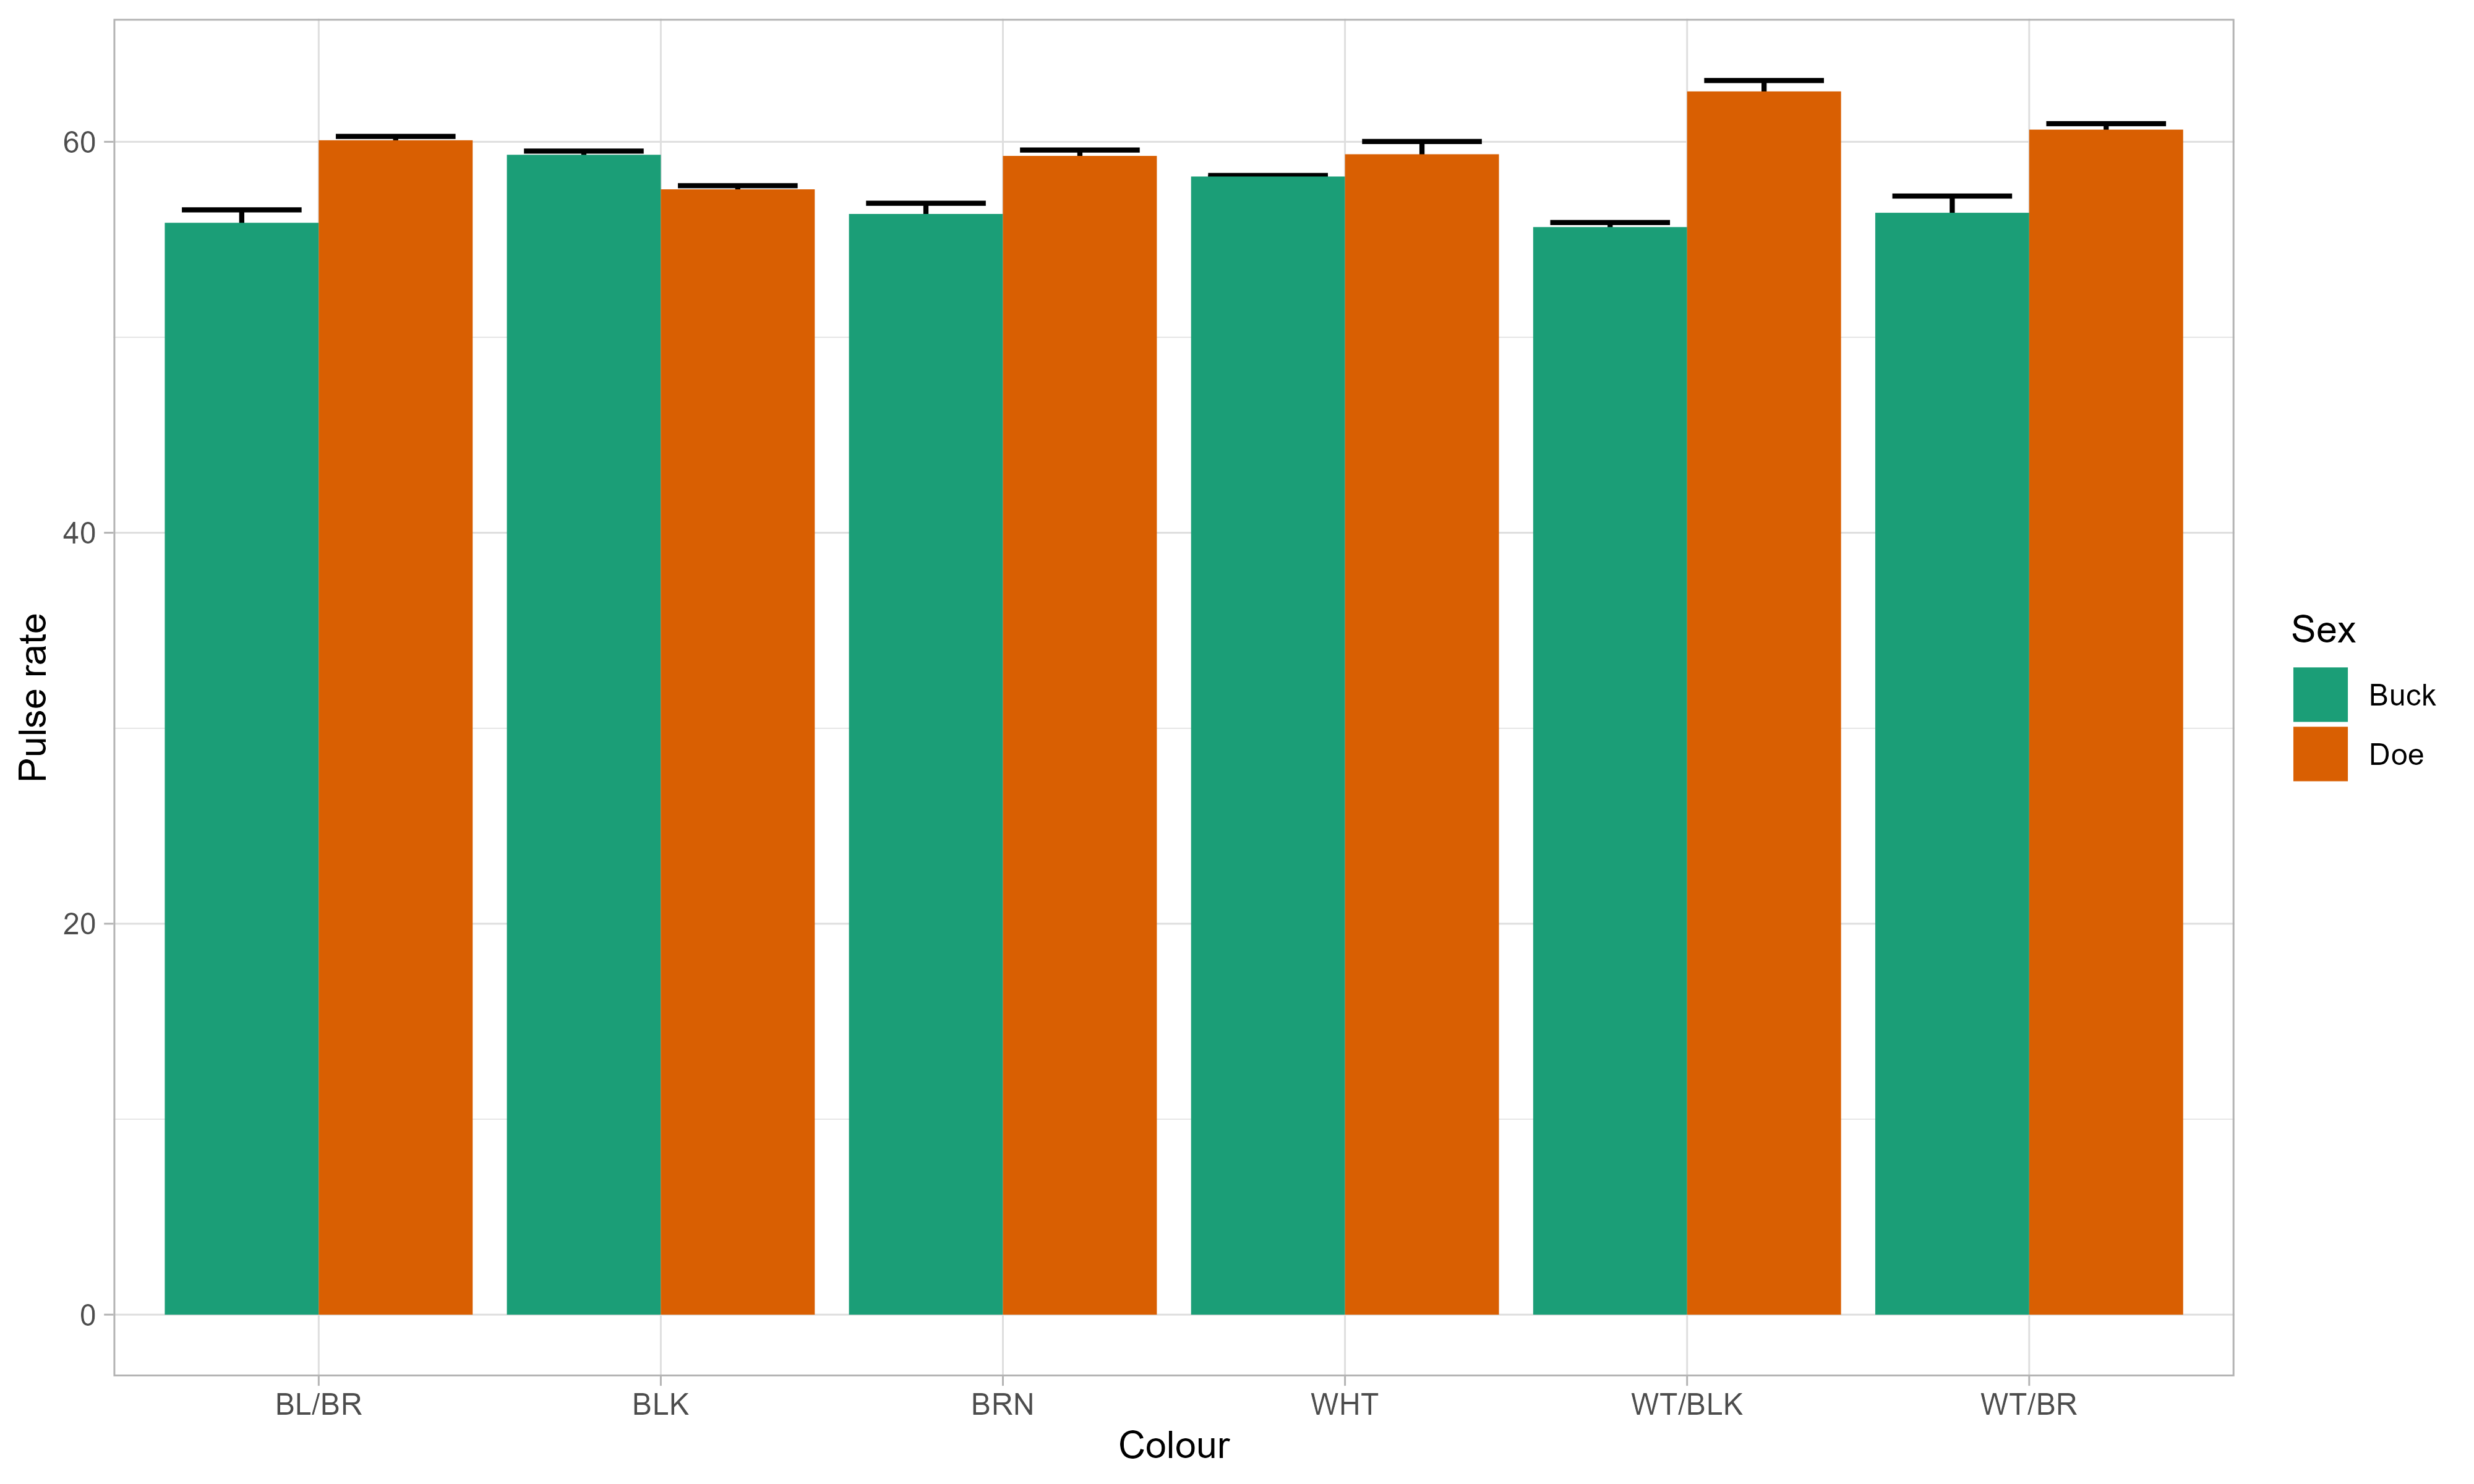 60
40
20
0
Pulse rate
BL/BR
BLK
BRN
WHT
WT/BLK
WT/BR
Colour
Sex
Buck
Doe